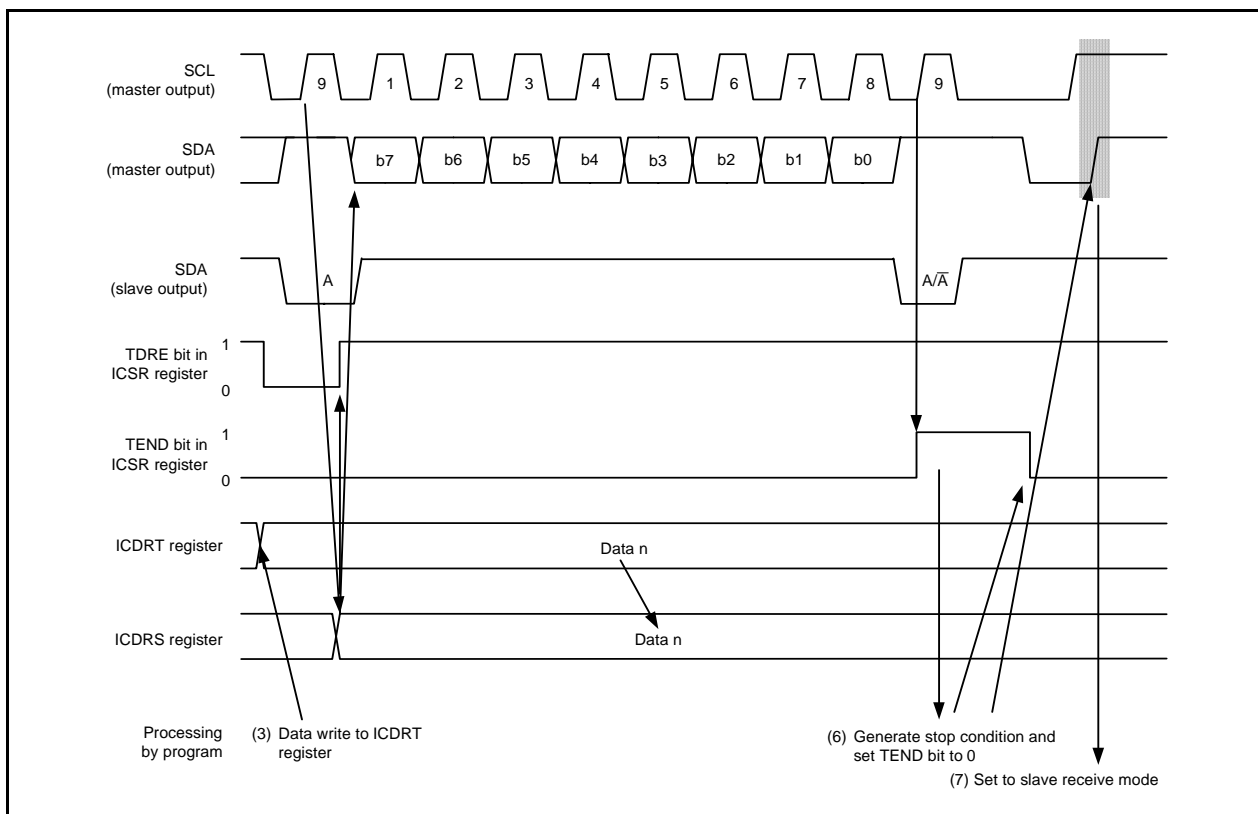 SCL
(master output)
9 1 2 3 4 5 6 7 8 9
SDA
(master output)
b7 b6 b5 b4 b3 b2 b1 b0
SDA
(slave output)
A A/A̅
TDRE bit in
ICSR register
1
0
TEND bit in
ICSR register
1
0
ICDRT register
Data n
ICDRS register
Data n
Processing
by program
(3) Data write to ICDRT
register
(6) Generate stop condition and
set TEND bit to 0
(7) Set to slave receive mode